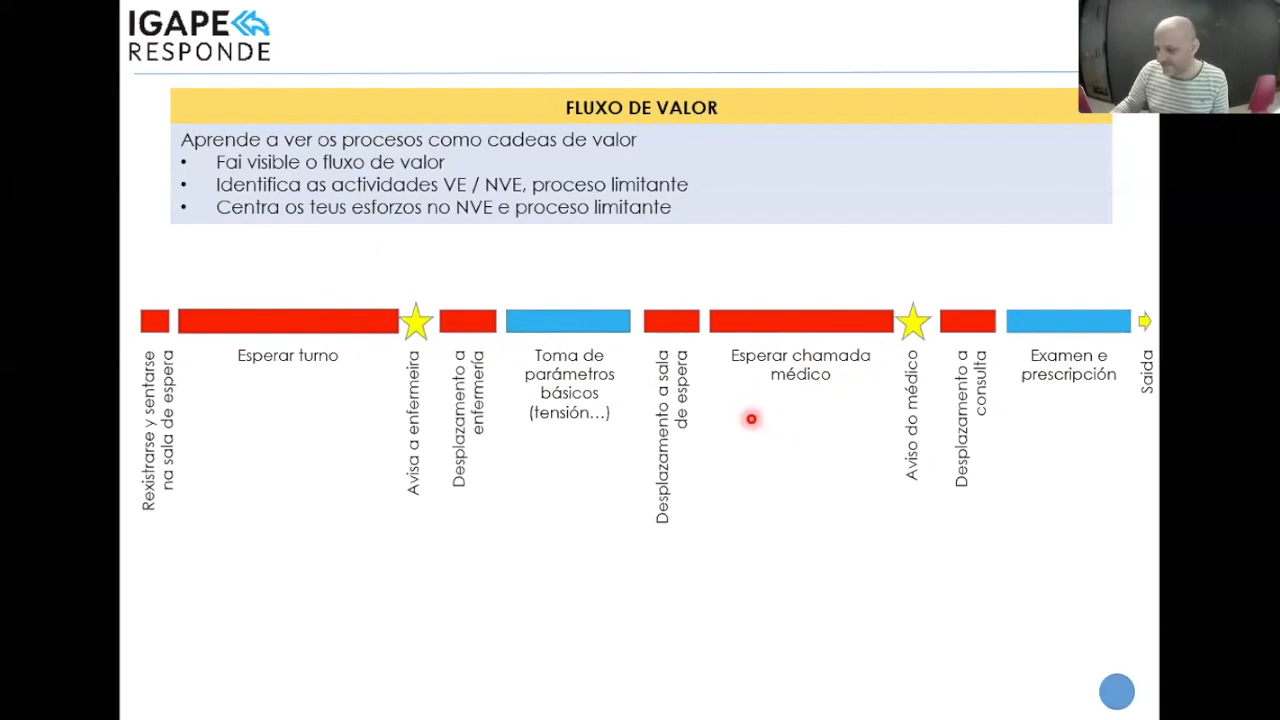 IGAPE
RESPONDE
FLUXO DE VALOR
Aprende a ver os procesos como cadeas de valor
• Fai visible o fluxo de valor
• Identifica as actividades VE / NVE, proceso limitante
• Centra os teus esforzos no NVE e proceso limitante
Rexistrarse y sentarse
na sala de espera
Esperar turno
Avisa a enfermeira
Desplazamento a
enfermería
Toma de
parámetros
básicos
(tensión...)
Desplazamento a sala
de espera
Esperar chamada
médico
Aviso do médico
Desplazamento a
consulta
Examen e
prescripción
Saida